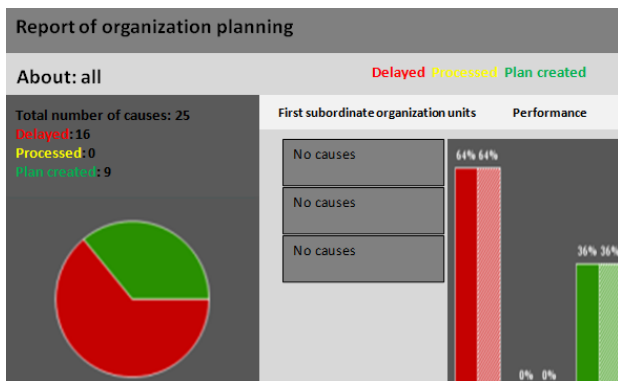 Report of organization planning
About: all
Delayed Processed Plan created
Total number of causes: 25
Delayed: 16
Processed: 0
Plan created: 9
First subordinate organization units Performance
No causes
No causes
No causes
64% 64%
36% 36%
0% 0%